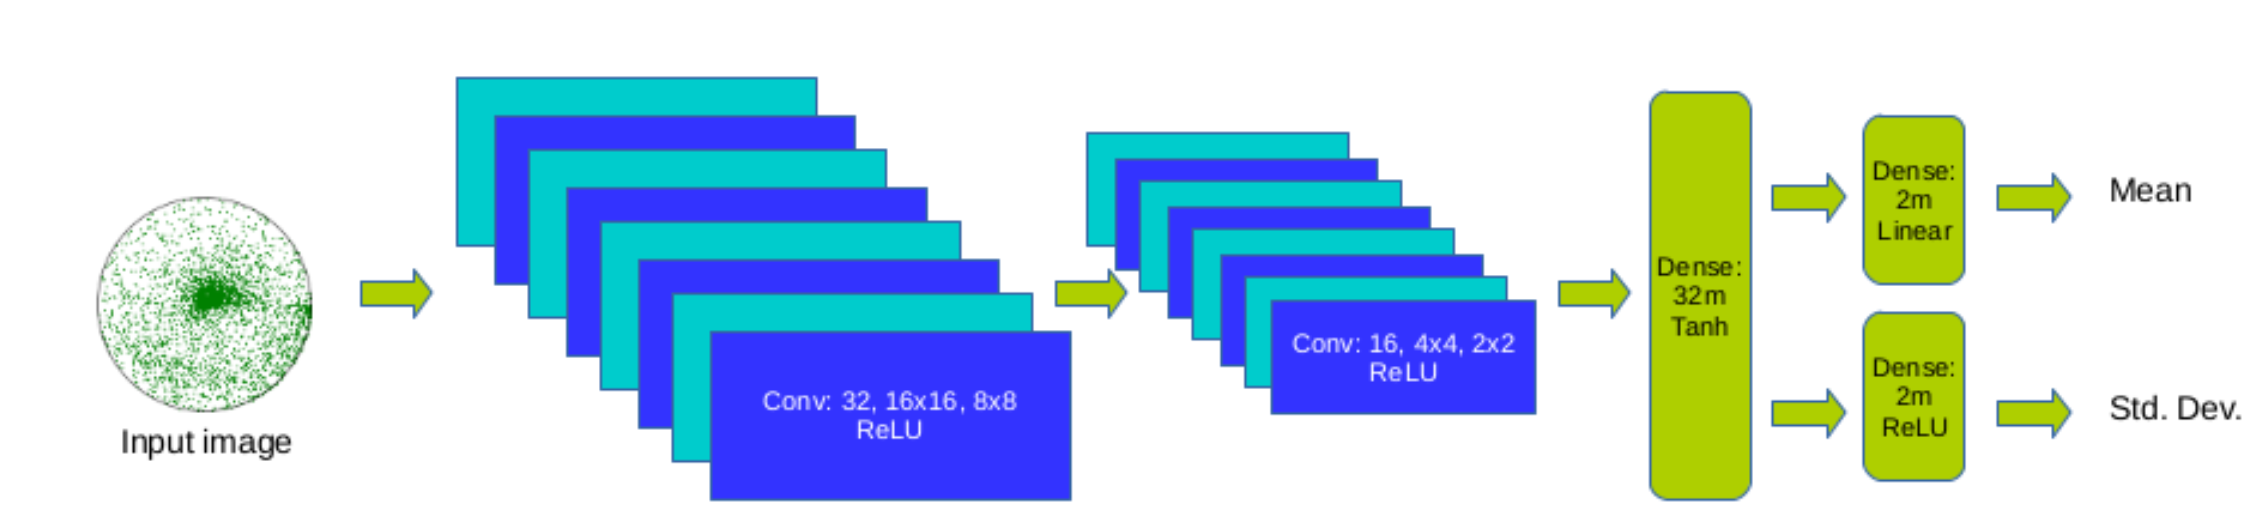 Input image
Conv: 32, 16x16, 8x8
ReLU
Conv: 16, 4x4, 2x2
ReLU
Dense:
32m
Tanh
Dense:
2m
Linear
Mean
Dense:
2m
ReLU
Std. Dev.